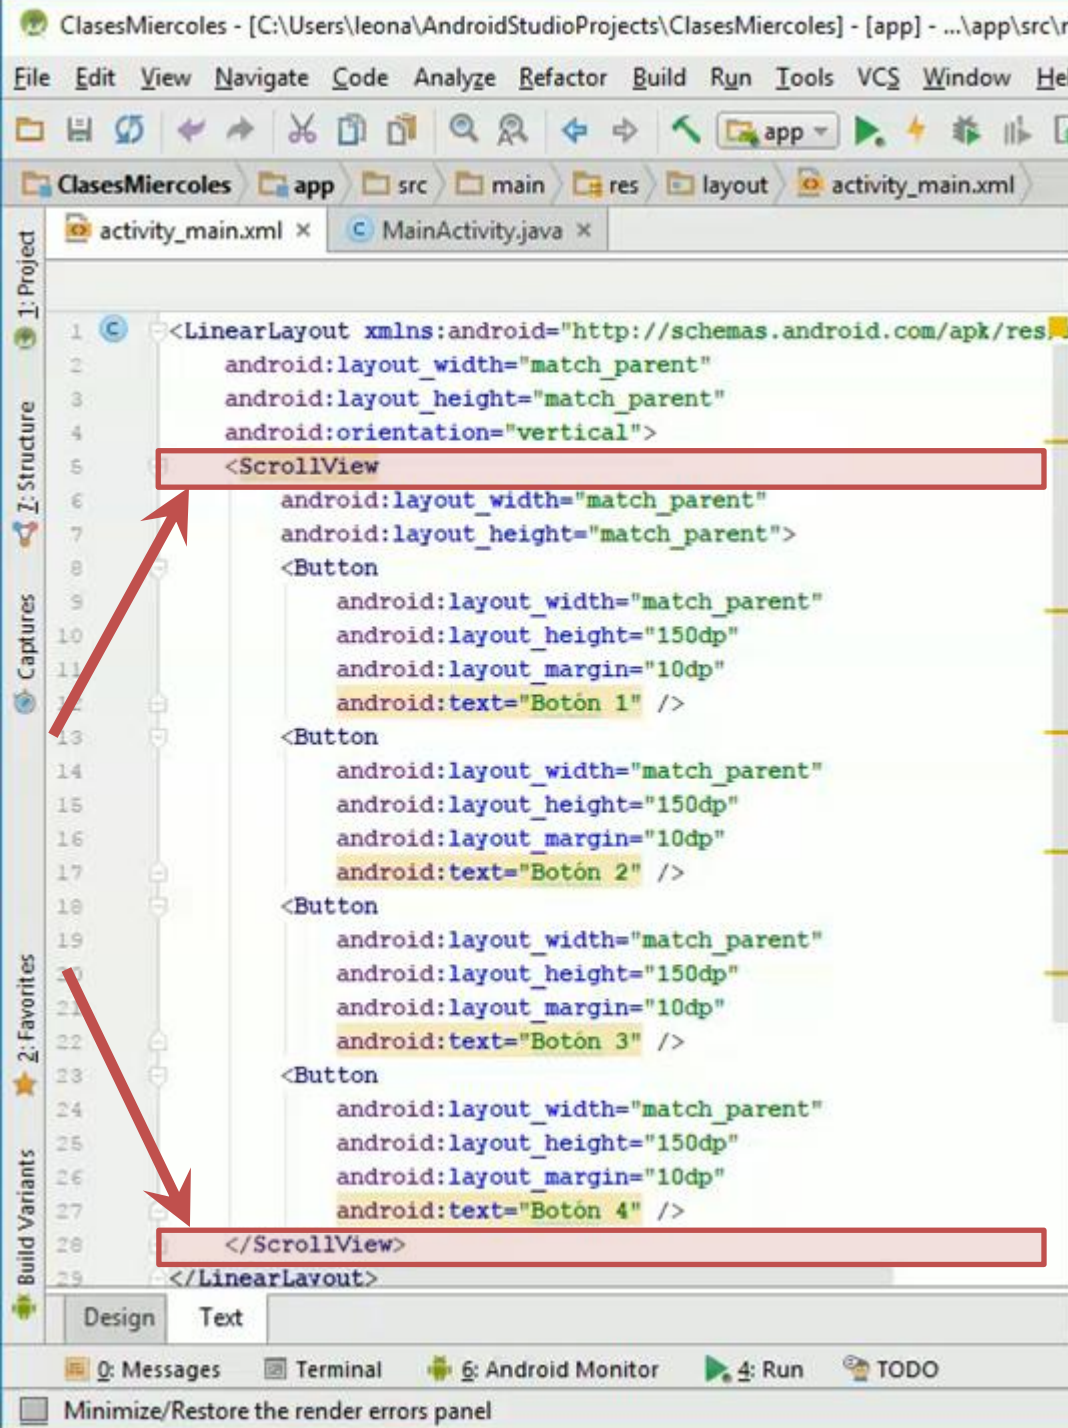 ClasesMiercoles - [C:\Users\leona\AndroidStudioProjects\ClasesMiercoles] - [app] - ...\app\src\
File Edit View Navigate Code Analyze Refactor Build Run Tools VCS Window Hel
app
ClasesMiercoles app src main res layout activity_main.xml
activity_main.xml MainActivity.java
1: Project
7: Structure
Captures
2: Favorites
Build Variants
1 <LinearLayout xmlns:android="http://schemas.android.com/apk/res
2 android:layout_width="match_parent"
3 android:layout_height="match_parent"
4 android:orientation="vertical">
5 <ScrollView
6 android:layout_width="match_parent"
7 android:layout_height="match_parent">
8 <Button
9 android:layout_width="match_parent"
10 android:layout_height="150dp"
11 android:layout_margin="10dp"
12 android:text="Botón 1" />
13 <Button
14 android:layout_width="match_parent"
15 android:layout_height="150dp"
16 android:layout_margin="10dp"
17 android:text="Botón 2" />
18 <Button
19 android:layout_width="match_parent"
20 android:layout_height="150dp"
21 android:layout_margin="10dp"
22 android:text="Botón 3" />
23 <Button
24 android:layout_width="match_parent"
25 android:layout_height="150dp"
26 android:layout_margin="10dp"
27 android:text="Botón 4" />
28 </ScrollView>
29 </LinearLayout>
Design Text
0: Messages Terminal 6: Android Monitor 4: Run TODO
Minimize/Restore the render errors panel